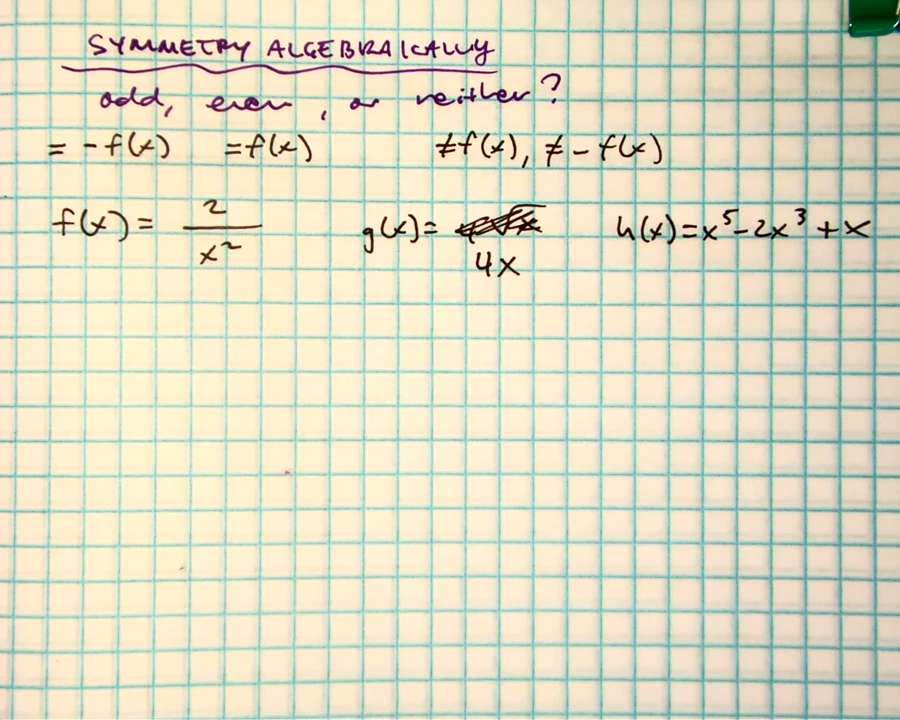 SYMMETRY ALGEBRAICALLY
odd, even, or neither?
= -f(x) =f(x) ≠f(x), ≠ - f(x)
f(x) = 2/x² g(x) = 4x h(x) = x⁵-2x³+x